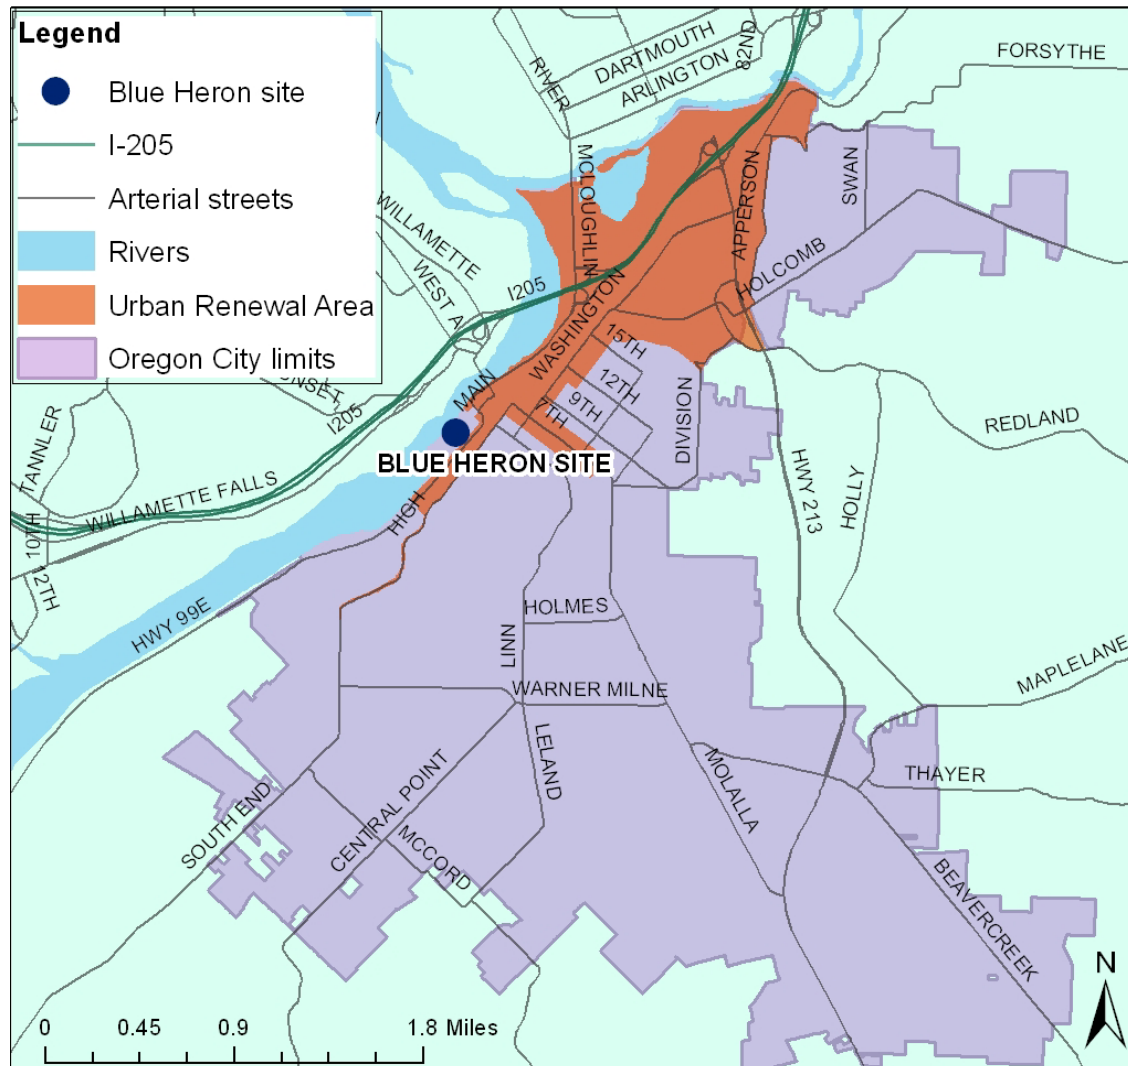 Legend
Blue Heron site
I-205
Arterial streets
Rivers
Urban Renewal Area
Oregon City limits
FORSYTHE
82ND
DARTMOUTH
ARLINGTON
RIVER
MCLOUGHLIN
APPERSON
SWAN
HOLCOMB
WILLAMETTE
WEST A
I205
WASHINGTON
15TH
12TH
9TH
7TH
MAIN
DIVISION
I205
BLUE HERON SITE
REDLAND
TANNLER
WILLAMETTE FALLS
HIGH
HWY 213
HOLLY
10TH
12TH
HWY 99E
HOLMES
LINN
WARNER MILNE
MAPLELANE
LELAND
MOLALLA
THAYER
SOUTH END
CENTRAL POINT
MCCORD
BEAVERCREEK
N
0 0.45 0.9 1.8 Miles